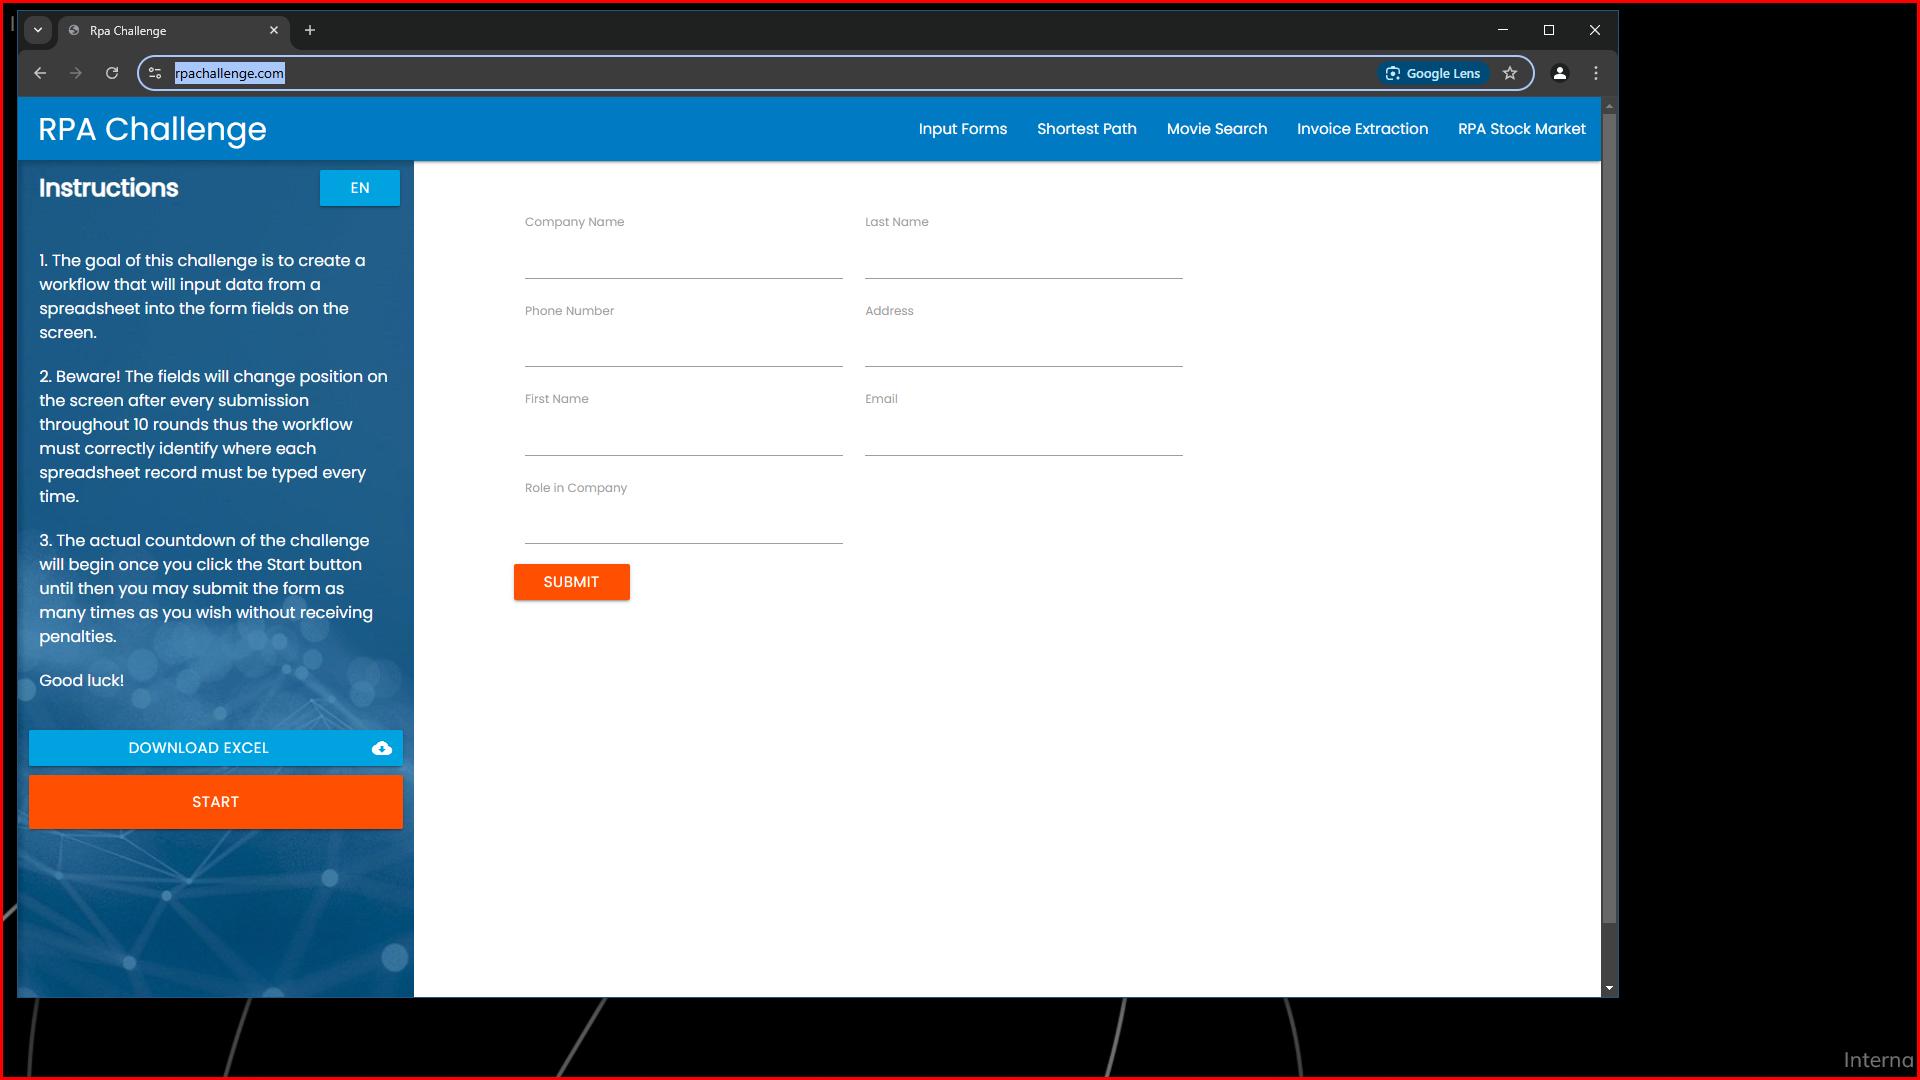 Rpa Challenge
rpachallenge.com
Google Lens
RPA Challenge
Input Forms
Shortest Path
Movie Search
Invoice Extraction
RPA Stock Market
Instructions
EN
1. The goal of this challenge is to create a
workflow that will input data from a
spreadsheet into the form fields on the
screen.
2. Beware! The fields will change position on
the screen after every submission
throughout 10 rounds thus the workflow
must correctly identify where each
spreadsheet record must be typed every
time.
3. The actual countdown of the challenge
will begin once you click the Start button
until then you may submit the form as
many times as you wish without receiving
penalties.
Good luck!
DOWNLOAD EXCEL
START
Company Name
Last Name
Phone Number
Address
First Name
Email
Role in Company
SUBMIT
Interna